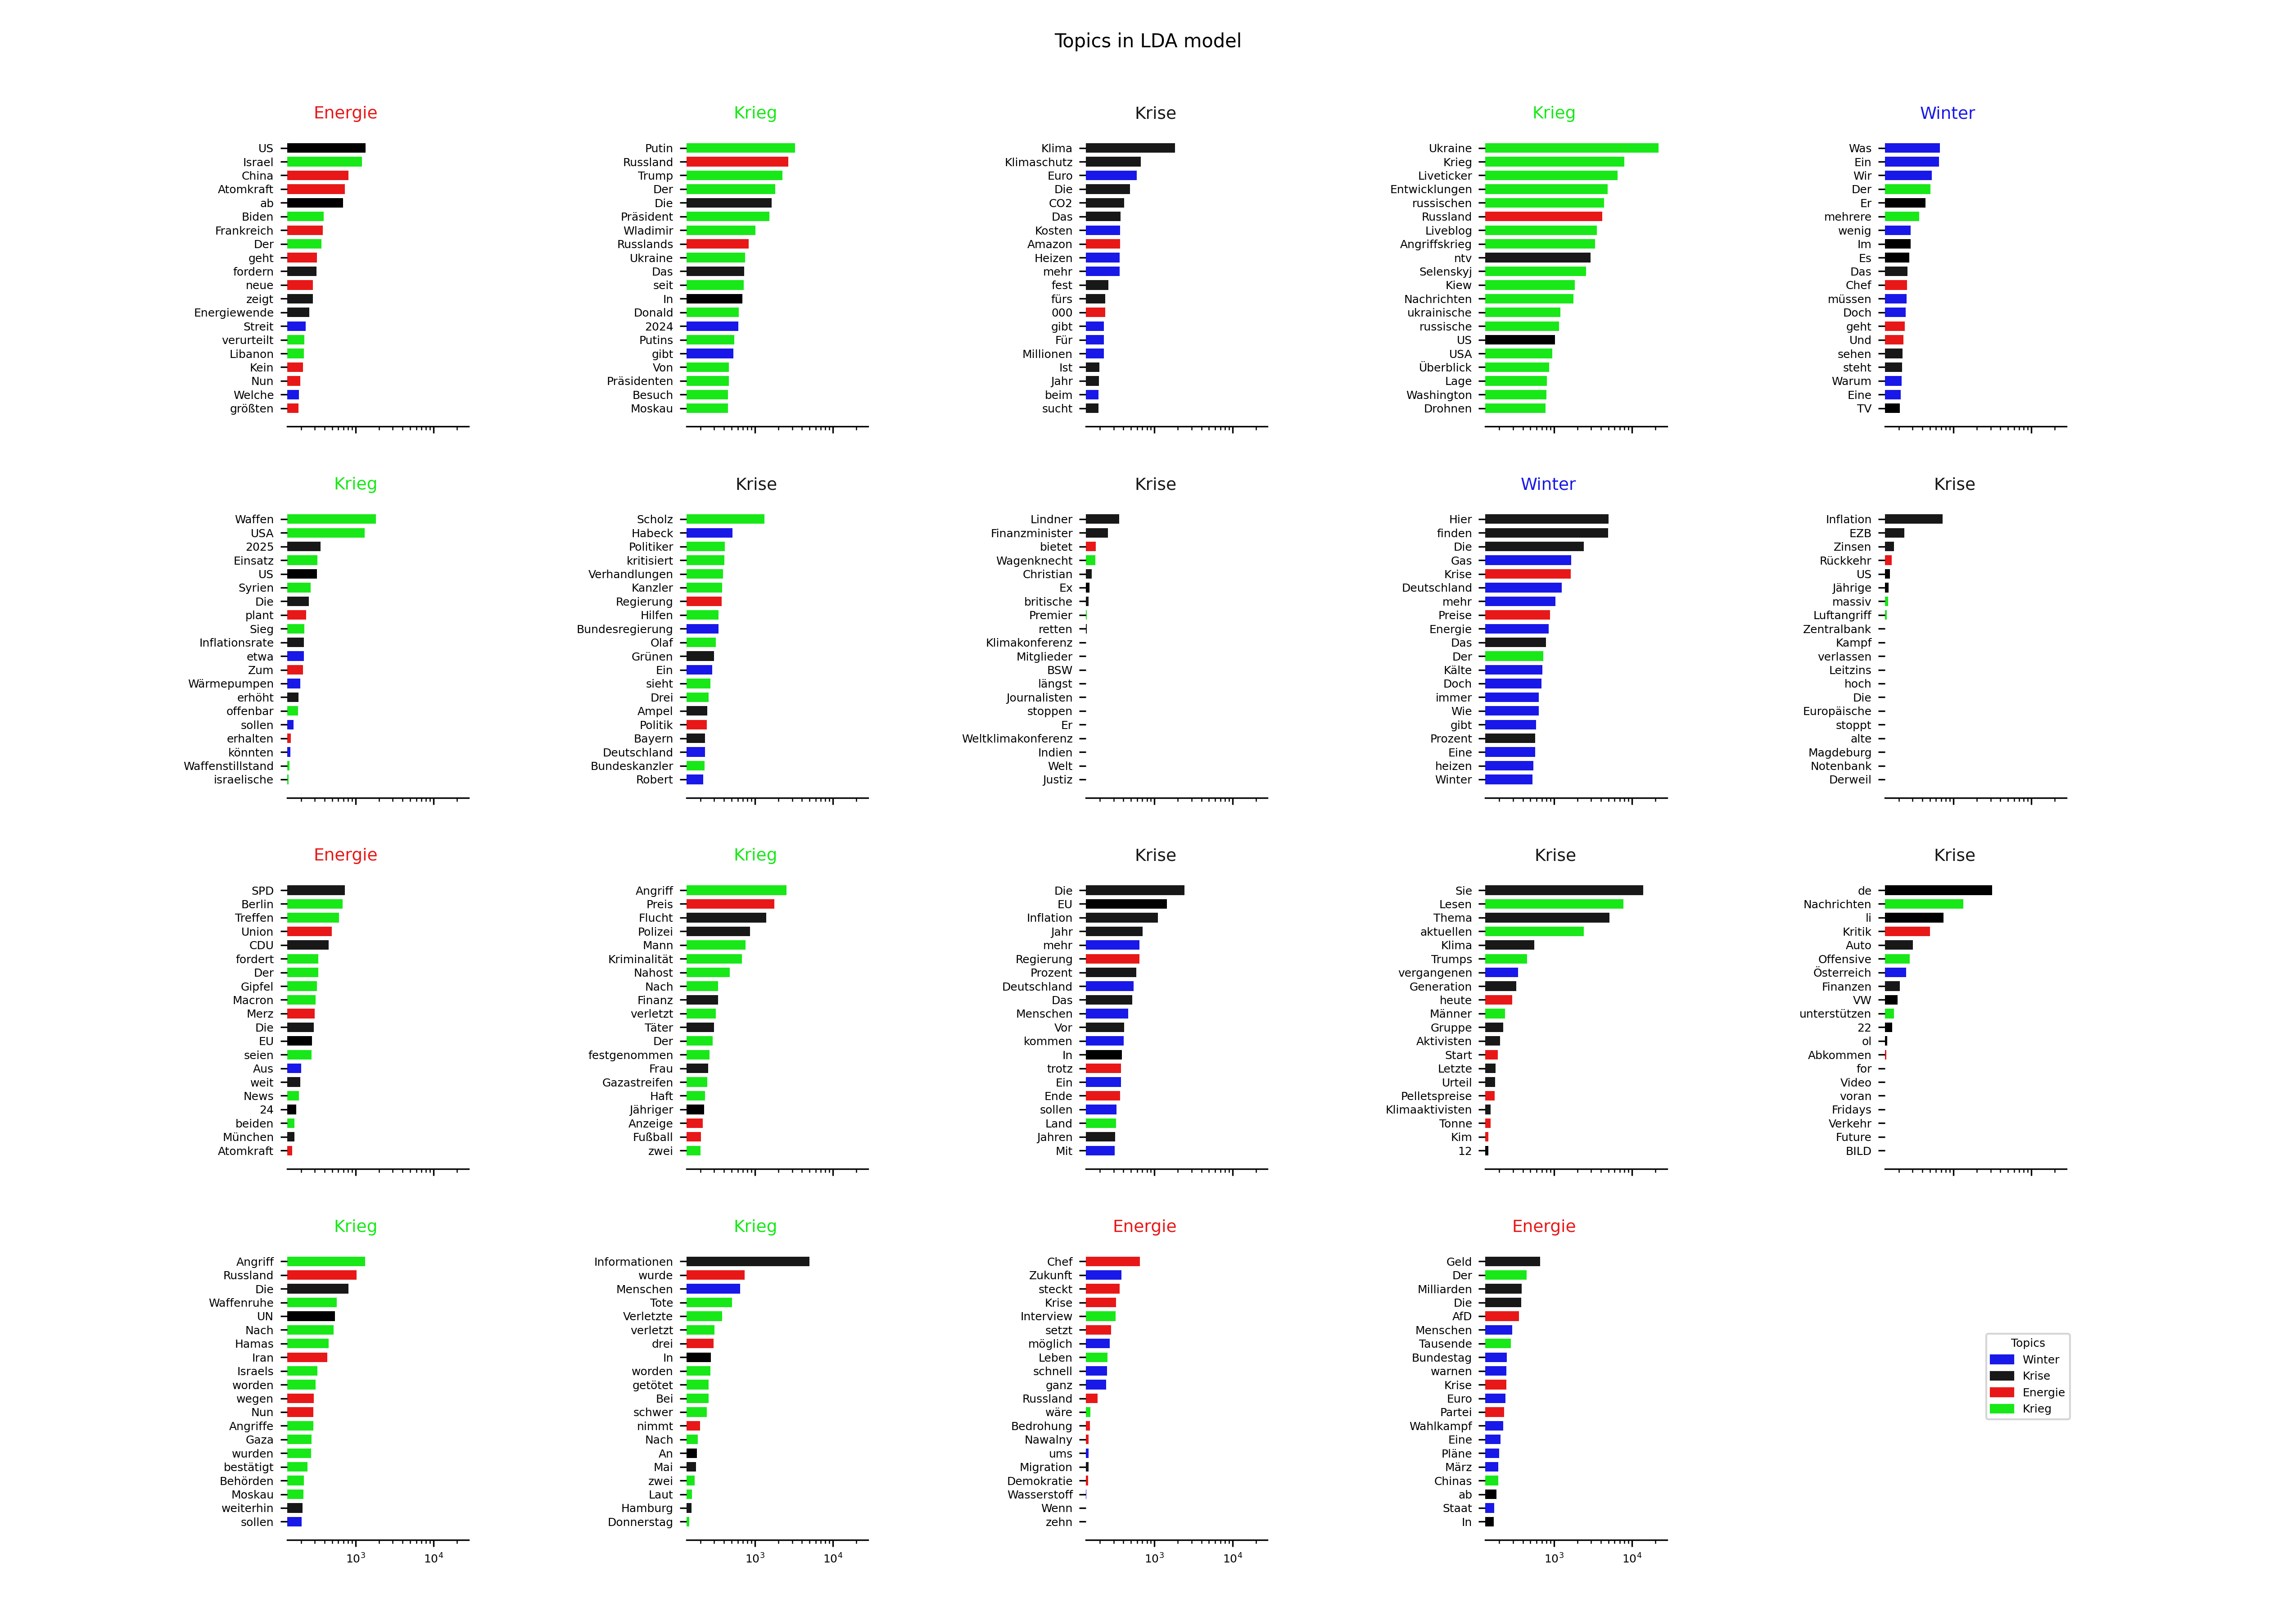 Topics in LDA model
Energie
US
Israel
China
Atomkraft
ab
Biden
Frankreich
Der
geht
fordern
neue
zeigt
Energiewende
Streit
verurteilt
Libanon
Kein
Nun
Welche
größten
Krieg
Putin
Russland
Trump
Der
Die
Präsident
Wladimir
Russlands
Ukraine
Das
seit
In
Donald
2024
Putins
gibt
Von
Präsidenten
Besuch
Moskau
Krise
Klima
Klimaschutz
Euro
Die
CO2
Das
Kosten
Amazon
Heizen
mehr
fest
fürs
000
gibt
Für
Millionen
Ist
Jahr
beim
sucht
Krieg
Ukraine
Krieg
Liveticker
Entwicklungen
russischen
Russland
Liveblog
Angriffskrieg
ntv
Selenskyj
Kiew
Nachrichten
ukrainische
russische
US
USA
Überblick
Lage
Washington
Drohnen
Winter
Was
Ein
Wir
Der
Er
mehrere
wenig
Im
Es
Das
Chef
müssen
Doch
geht
Und
sehen
steht
Warum
Eine
TV
Krieg
Waffen
USA
2025
Einsatz
US
Syrien
Die
plant
Sieg
Inflationsrate
etwa
Zum
Wärmepumpen
erhöht
offenbar
sollen
erhalten
könnten
Waffenstillstand
israelische
Krise
Scholz
Habeck
Politiker
kritisiert
Verhandlungen
Kanzler
Regierung
Hilfen
Bundesregierung
Olaf
Grünen
Ein
sieht
Drei
Ampel
Politik
Bayern
Deutschland
Bundeskanzler
Robert
Krise
Lindner
Finanzminister
bietet
Wagenknecht
Christian
Ex
britische
Premier
retten
Klimakonferenz
Mitglieder
BSW
längst
Journalisten
stoppen
Er
Weltklimakonferenz
Indien
Welt
Justiz
Winter
Hier
finden
Die
Gas
Krise
Deutschland
mehr
Preise
Energie
Das
Der
Kälte
Doch
immer
Wie
gibt
Prozent
Eine
heizen
Winter
Krise
Inflation
EZB
Zinsen
Rückkehr
US
Jährige
massiv
Luftangriff
Zentralbank
Kampf
verlassen
Leitzins
hoch
Die
Europäische
stoppt
alte
Magdeburg
Notenbank
Derweil
Energie
SPD
Berlin
Treffen
Union
CDU
fordert
Der
Gipfel
Macron
Merz
Die
EU
seien
Aus
weit
News
24
beiden
München
Atomkraft
Krieg
Angriff
Preis
Flucht
Polizei
Mann
Kriminalität
Nahost
Nach
Finanz
verletzt
Täter
Der
festgenommen
Frau
Gazastreifen
Haft
Jähriger
Anzeige
Fußball
zwei
Krise
Die
EU
Inflation
Jahr
mehr
Regierung
Prozent
Deutschland
Das
Menschen
Vor
kommen
In
trotz
Ein
Ende
sollen
Land
Jahren
Mit
Krise
Sie
Lesen
Thema
aktuellen
Klima
Trumps
vergangenen
Generation
heute
Männer
Gruppe
Aktivisten
Start
Letzte
Urteil
Pelletspreise
Klimaaktivisten
Tonne
Kim
12
Krise
de
Nachrichten
li
Kritik
Auto
Offensive
Österreich
Finanzen
VW
unterstützen
22
ol
Abkommen
for
Video
voran
Fridays
Verkehr
Future
BILD
Krieg
Angriff
Russland
Die
Waffenruhe
UN
Nach
Hamas
Iran
Israels
worden
wegen
Nun
Angriffe
Gaza
wurden
bestätigt
Behörden
Moskau
weiterhin
sollen
10³ 10⁴
Krieg
Informationen
wurde
Menschen
Tote
Verletzte
verletzt
drei
In
worden
getötet
Bei
schwer
nimmt
Nach
An
Mai
zwei
Laut
Hamburg
Donnerstag
10³ 10⁴
Energie
Chef
Zukunft
steckt
Krise
Interview
setzt
möglich
Leben
schnell
ganz
Russland
wäre
Bedrohung
Nawalny
ums
Migration
Demokratie
Wasserstoff
Wenn
zehn
10³ 10⁴
Energie
Geld
Der
Milliarden
Die
AfD
Menschen
Tausende
Bundestag
warnen
Krise
Euro
Partei
Wahlkampf
Eine
Pläne
März
Chinas
ab
Staat
In
10³ 10⁴
Topics
Winter
Krise
Energie
Krieg